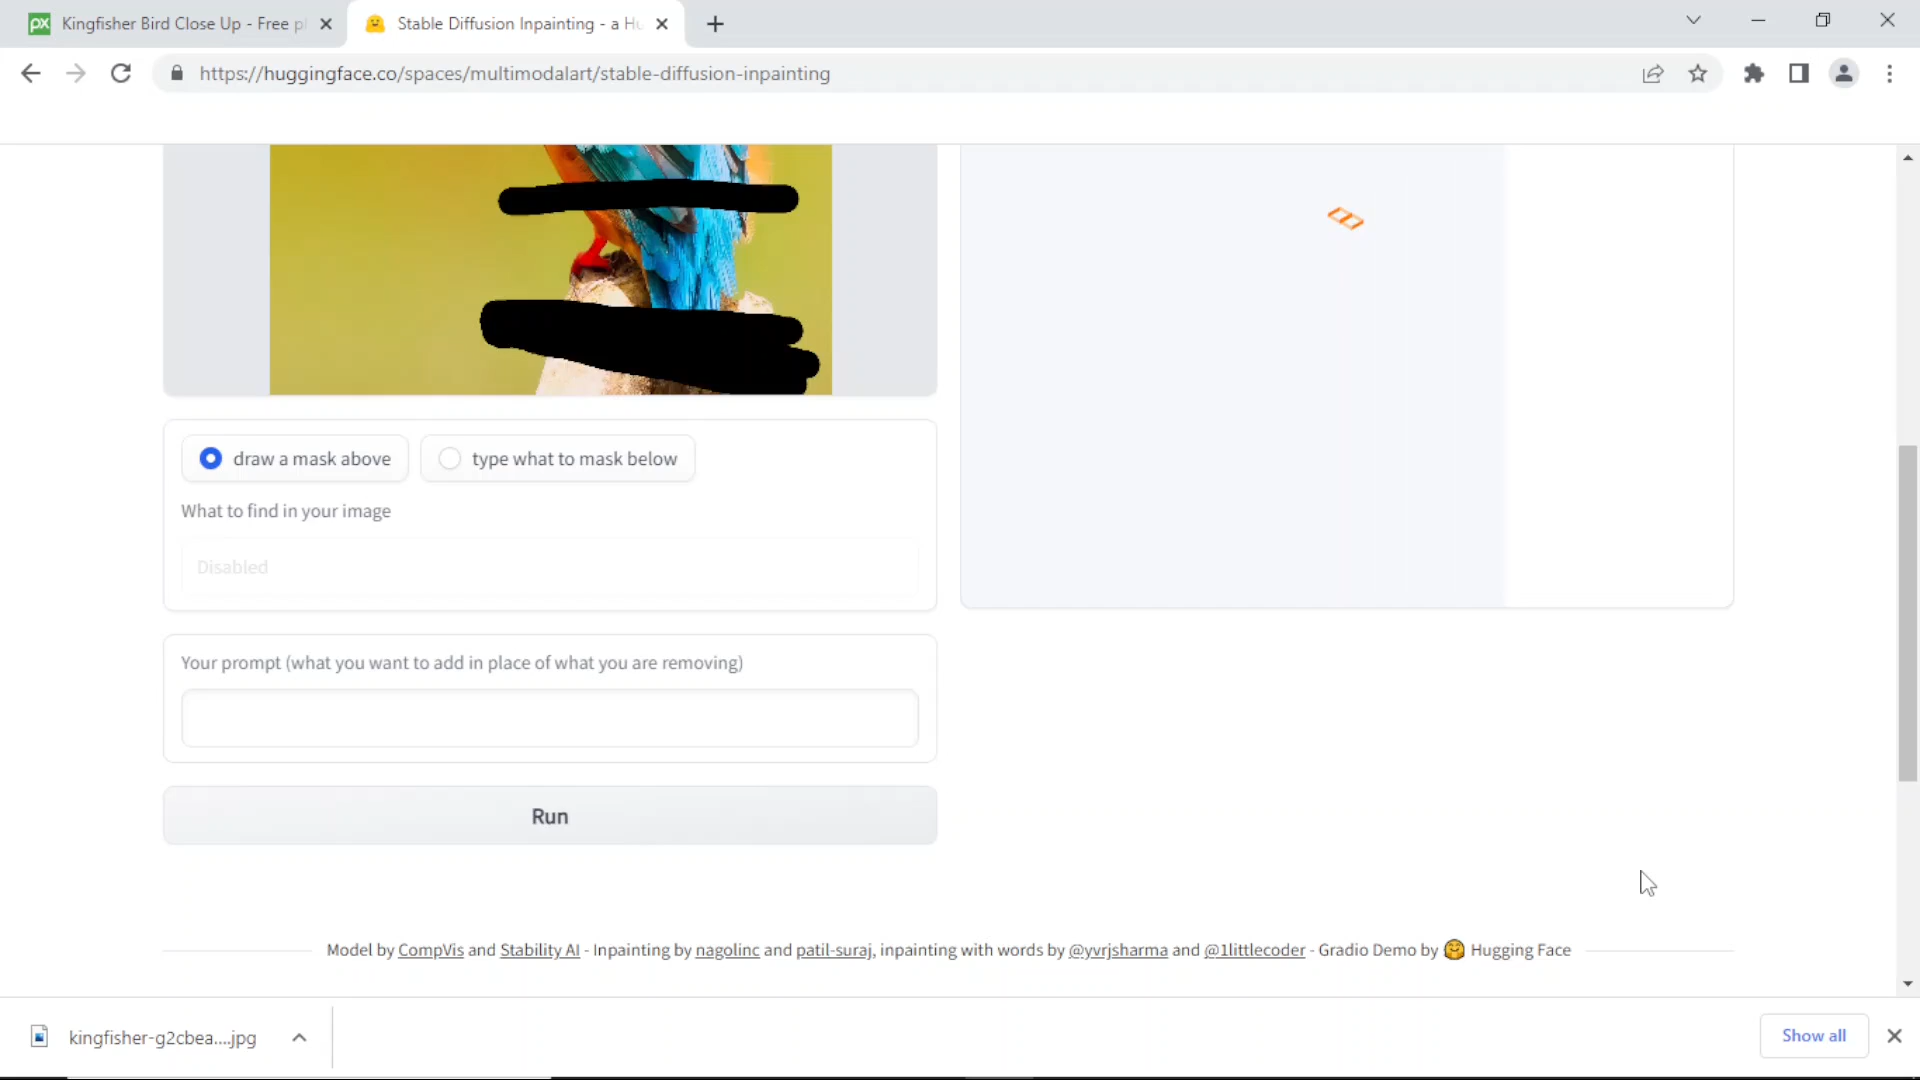 px Kingfisher Bird Close Up - Free p
Stable Diffusion Inpainting - a Hu
https://huggingface.co/spaces/multimodalart/stable-diffusion-inpainting
draw a mask above
type what to mask below
What to find in your image
Disabled
Your prompt (what you want to add in place of what you are removing)
Run
Model by CompVis and Stability AI - Inpainting by nagolinc and patil-suraj, inpainting with words by @yvrjsharma and @1littlecoder - Gradio Demo by 🤗 Hugging Face
kingfisher-g2cbea....jpg
Show all